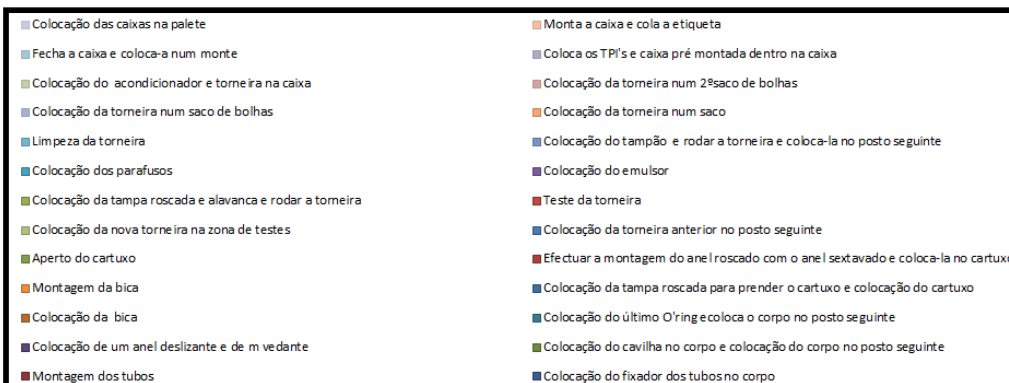 Colocação das caixas na palete
Monta a caixa e cola a etiqueta
Fecha a caixa e coloca-a num monte
Coloca os TPI's e caixa pré montada dentro na caixa
Colocação do acondicionador e torneira na caixa
Colocação da torneira num 2ºsaco de bolhas
Colocação da torneira num saco de bolhas
Colocação da torneira num saco
Limpeza da torneira
Colocação do tampão e rodar a torneira e coloca-la no posto seguinte
Colocação dos parafusos
Colocação do emulsor
Colocação da tampa roscada e alavanca e rodar a torneira
Teste da torneira
Colocação da nova torneira na zona de testes
Colocação da torneira anterior no posto seguinte
Aperto do cartuxo
Efectuar a montagem do anel roscado com o anel sextavado e coloca-la no cartuxo
Montagem da bica
Colocação da tampa roscada para prender o cartuxo e colocação do cartuxo
Colocação da bica
Colocação do último O'ring ecoloca o corpo no posto seguinte
Colocação de um anel deslizante e de m vedante
Colocação do cavilha no corpo e colocação do corpo no posto seguinte
Montagem dos tubos
Colocação do fixador dos tubos no corpo